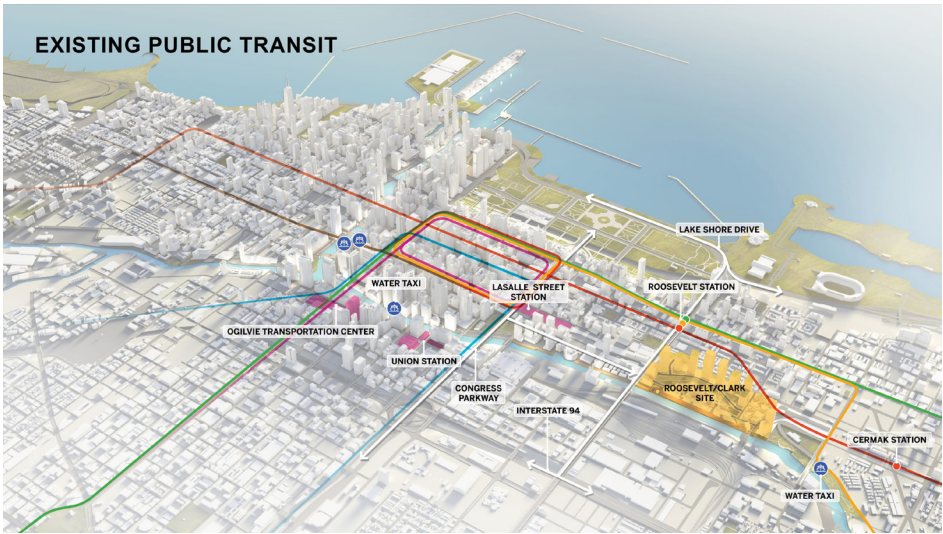 EXISTING PUBLIC TRANSIT
LAKE SHORE DRIVE
WATER TAXI
LASALLE STREET
STATION
ROOSEVELT STATION
OGILVIE TRANSPORTATION CENTER
UNION STATION
CONGRESS
PARKWAY
ROOSEVELT/CLARK
SITE
INTERSTATE 94
CERMAK STATION
WATER TAXI